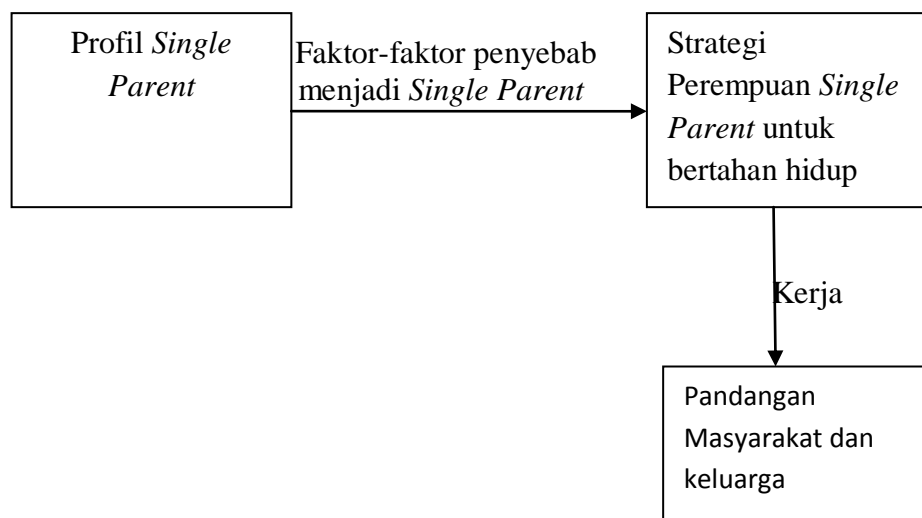 Profil Single
Parent
Faktor-faktor penyebab
menjadi Single Parent
Strategi
Perempuan Single
Parent untuk
bertahan hidup
Kerja
Pandangan
Masyarakat dan
keluarga